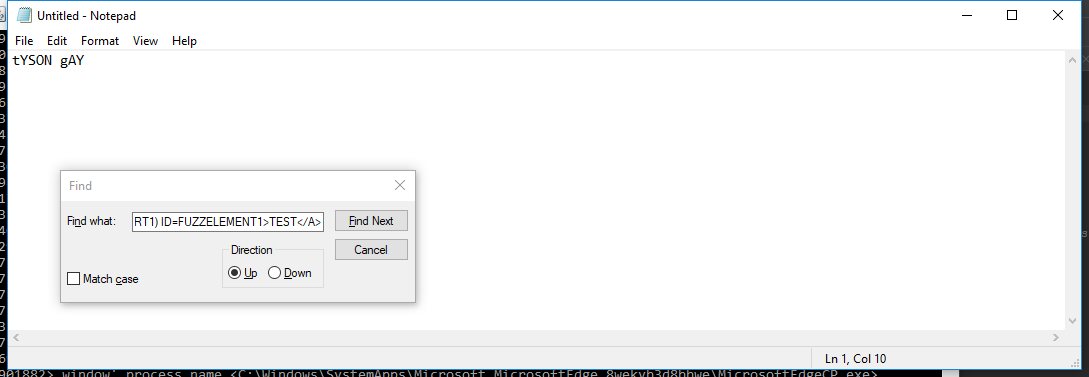 Untitled - Notepad
File Edit Format View Help
tYSON gAY
Find
Find what: RT1) ID=FUZZELEMENT1>TEST</A> Find Next
Direction Cancel
Up Down
Match case
Ln 1, Col 10
001882> window' process name <C:\Windows\SystemApps\Microsoft.MicrosoftEdge_8wekyb3d8bbwe\MicrosoftEdgeCP.exe>